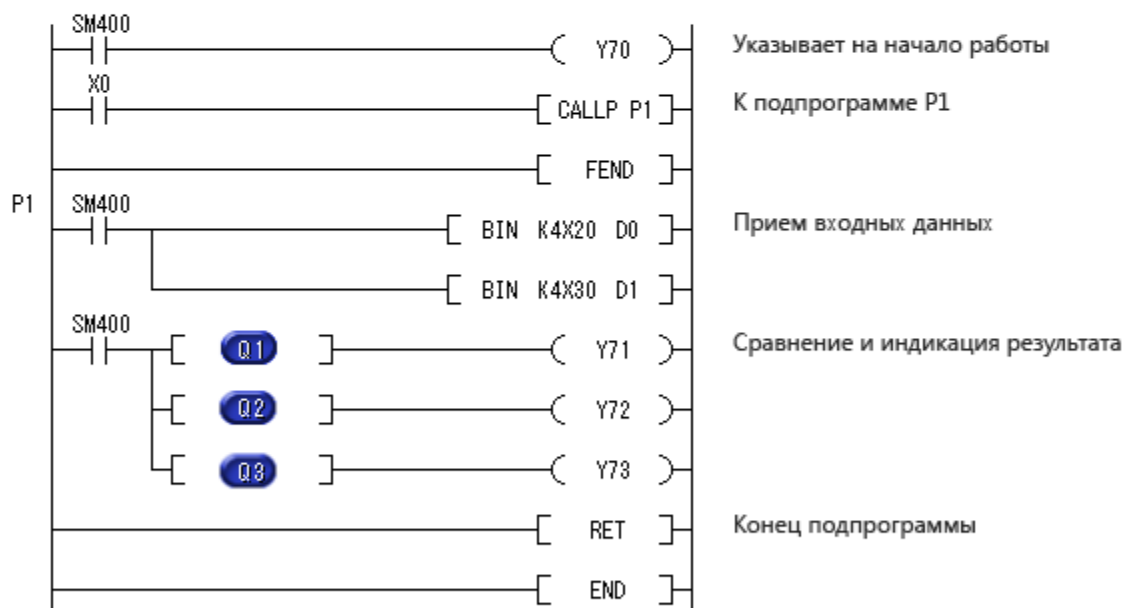 SM400
Y70 Указывает на начало работы
X0
CALLP P1 К подпрограмме P1
FEND
P1 SM400
BIN K4X20 D0 Прием входных данных
BIN K4X30 D1
SM400
Q1 Y71 Сравнение и индикация результата
Q2 Y72
Q3 Y73
RET Конец подпрограммы
END